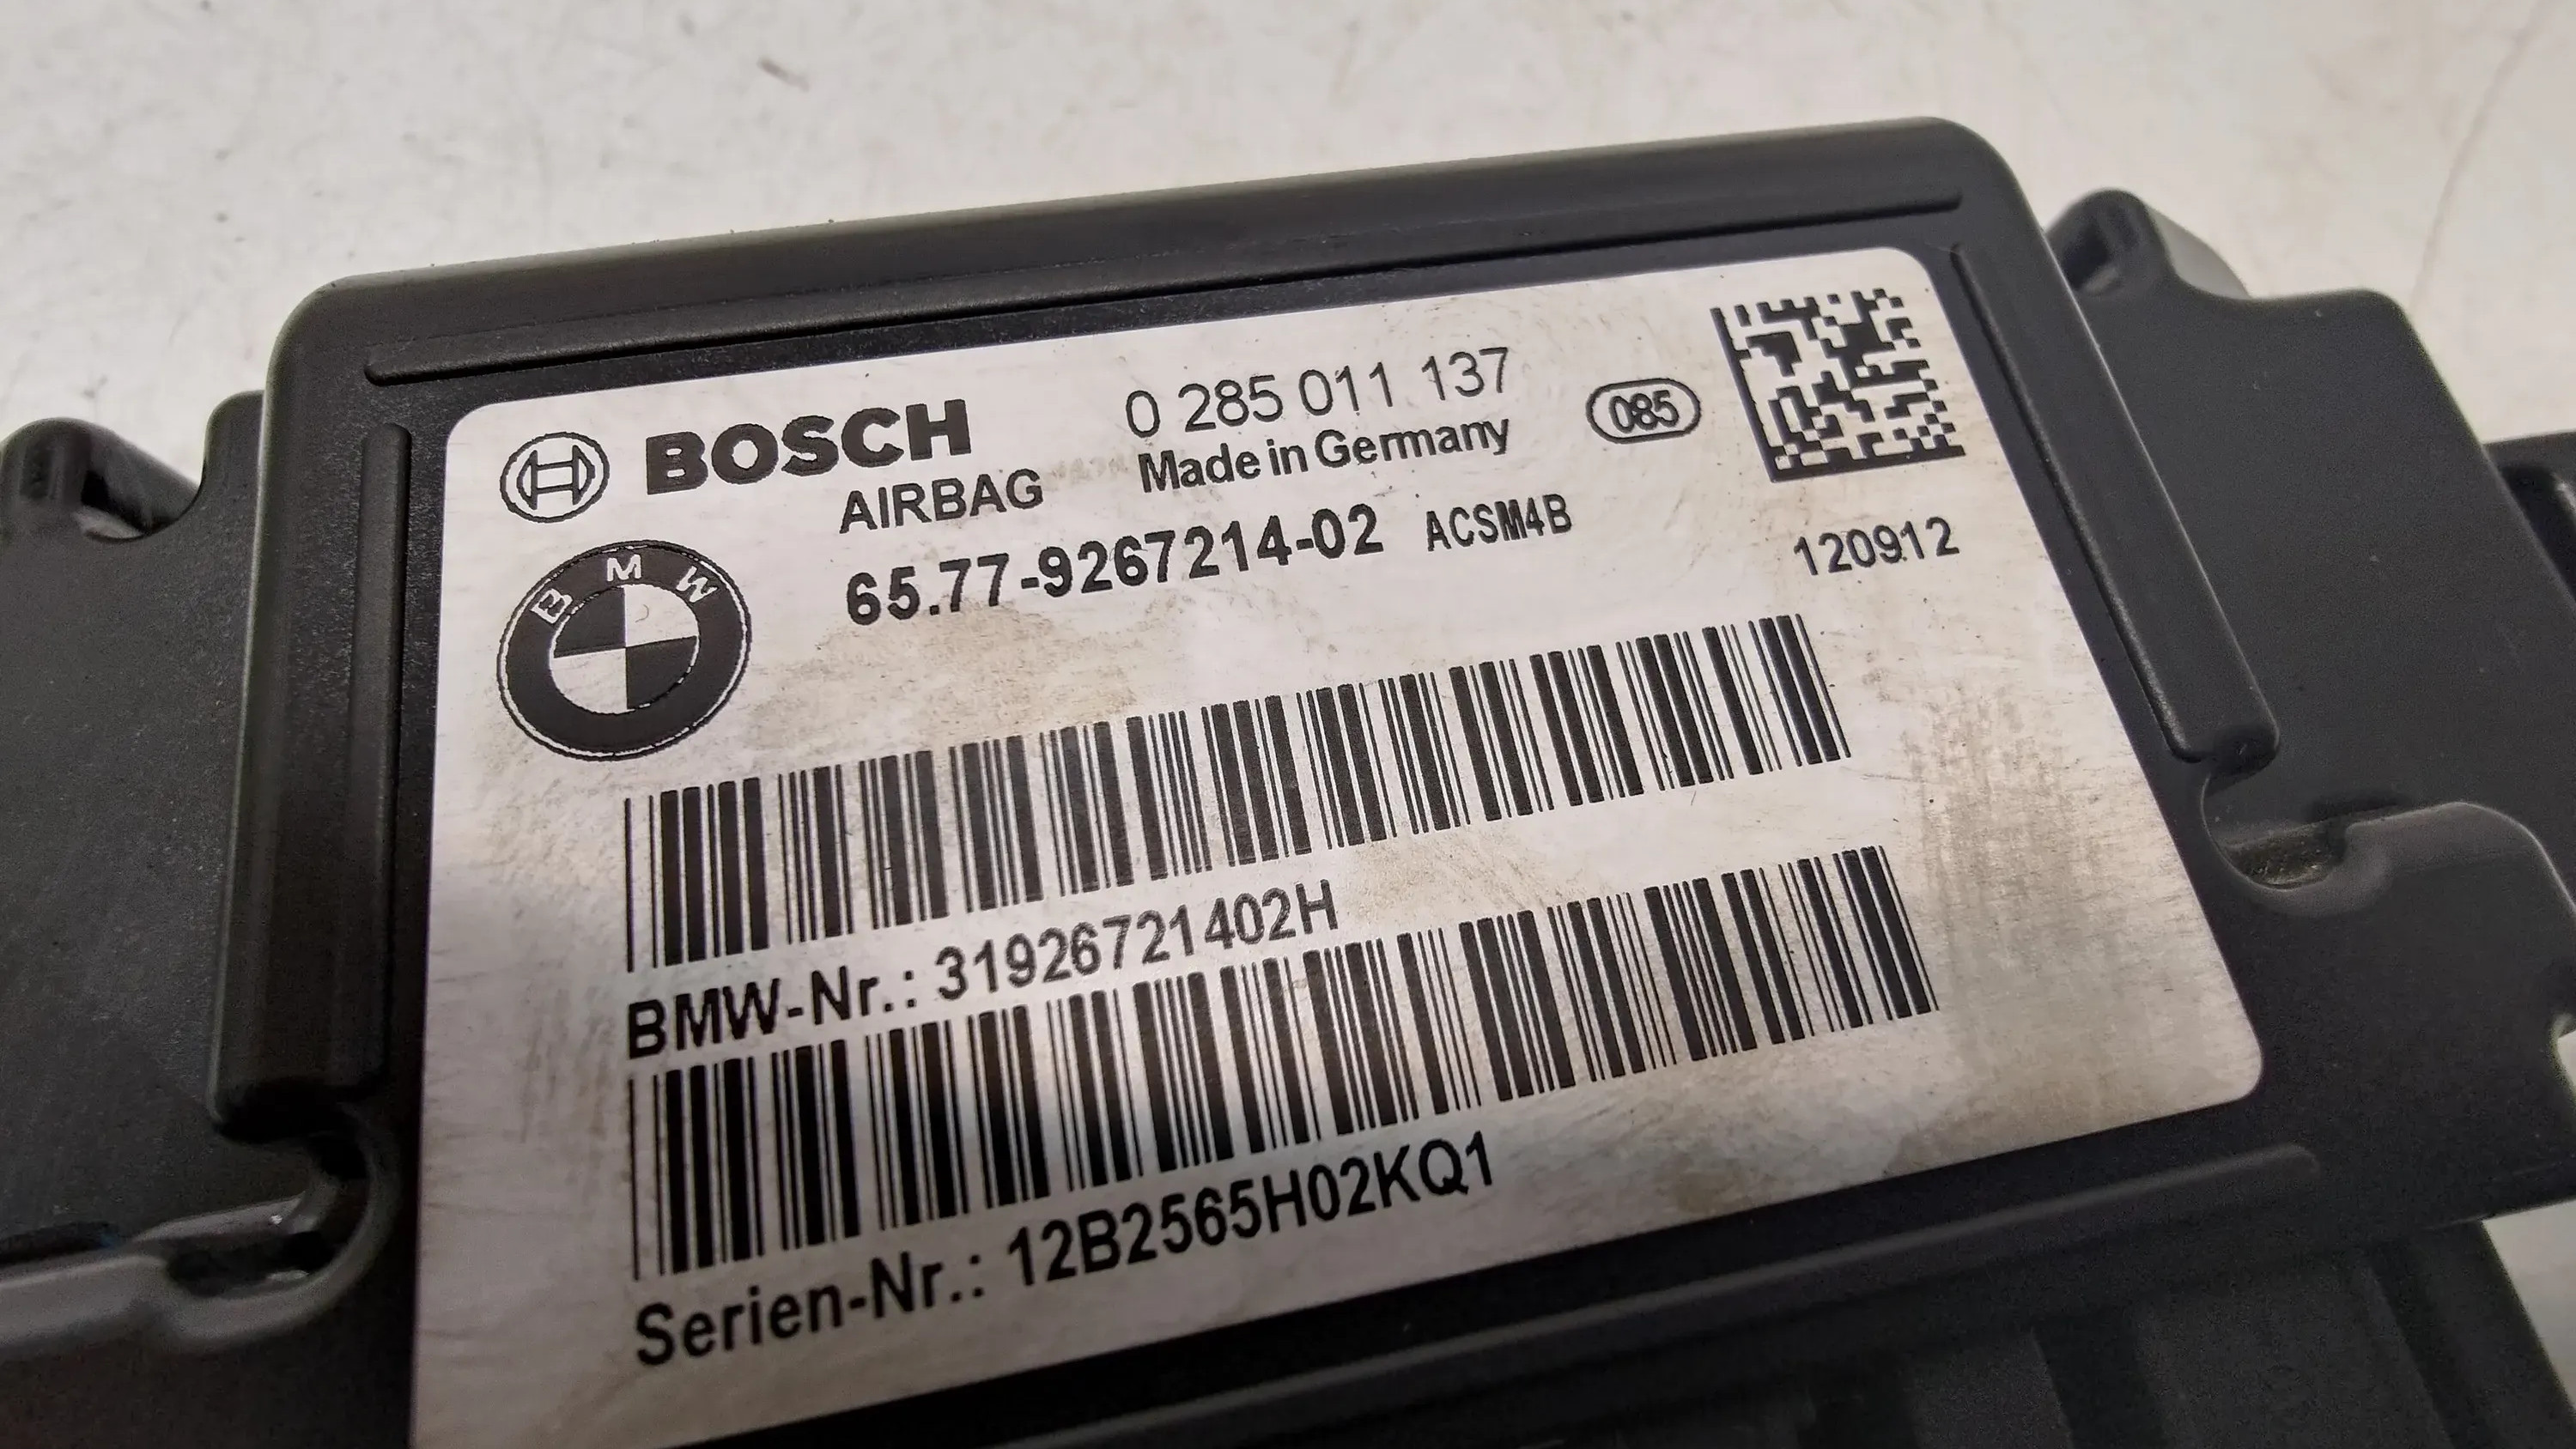 BOSCH 0 285 011 137
AIRBAG Made in Germany 085
B M W
65.77-9267214-02 ACSM4B 120912
BMW-Nr.: 31926721402H
Serien-Nr.: 12B2565H02KQ1